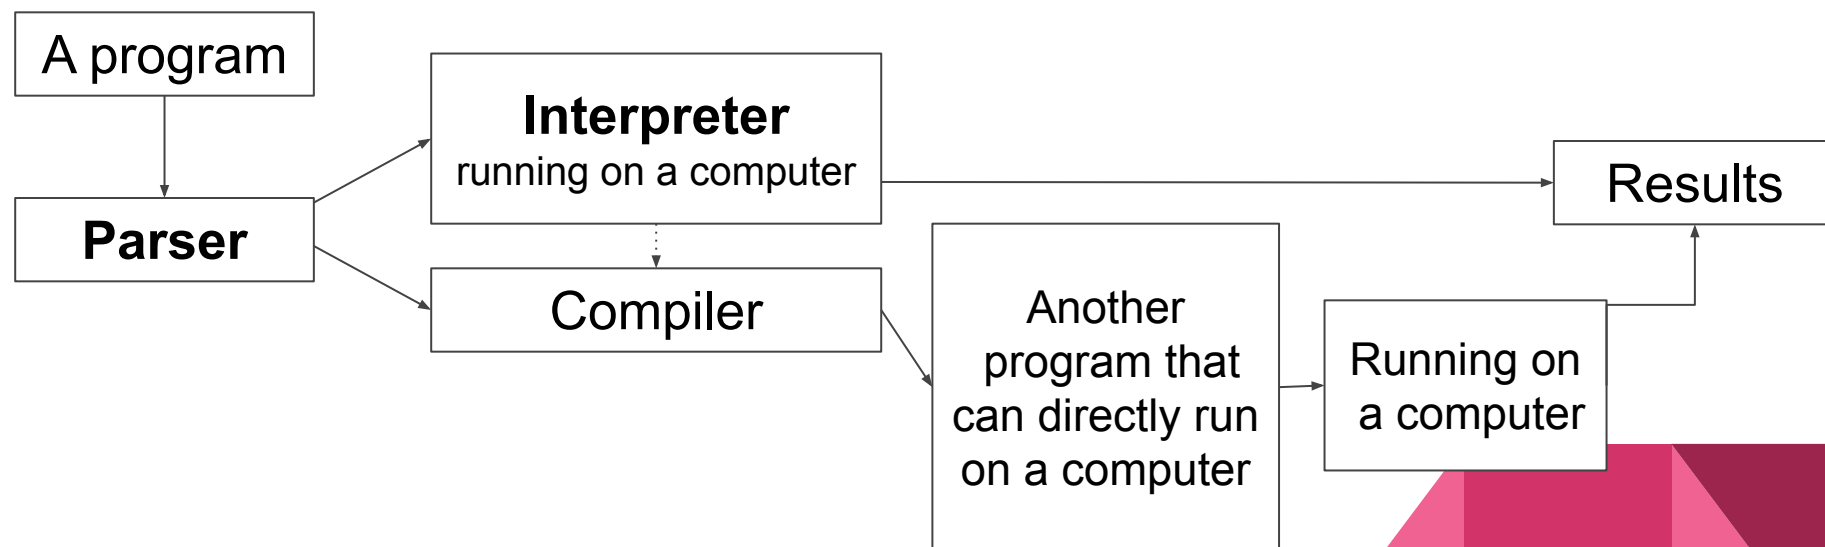 A program
Parser
Interpreter
running on a computer
Compiler
Another
program that
can directly run
on a computer
Running on
a computer
Results